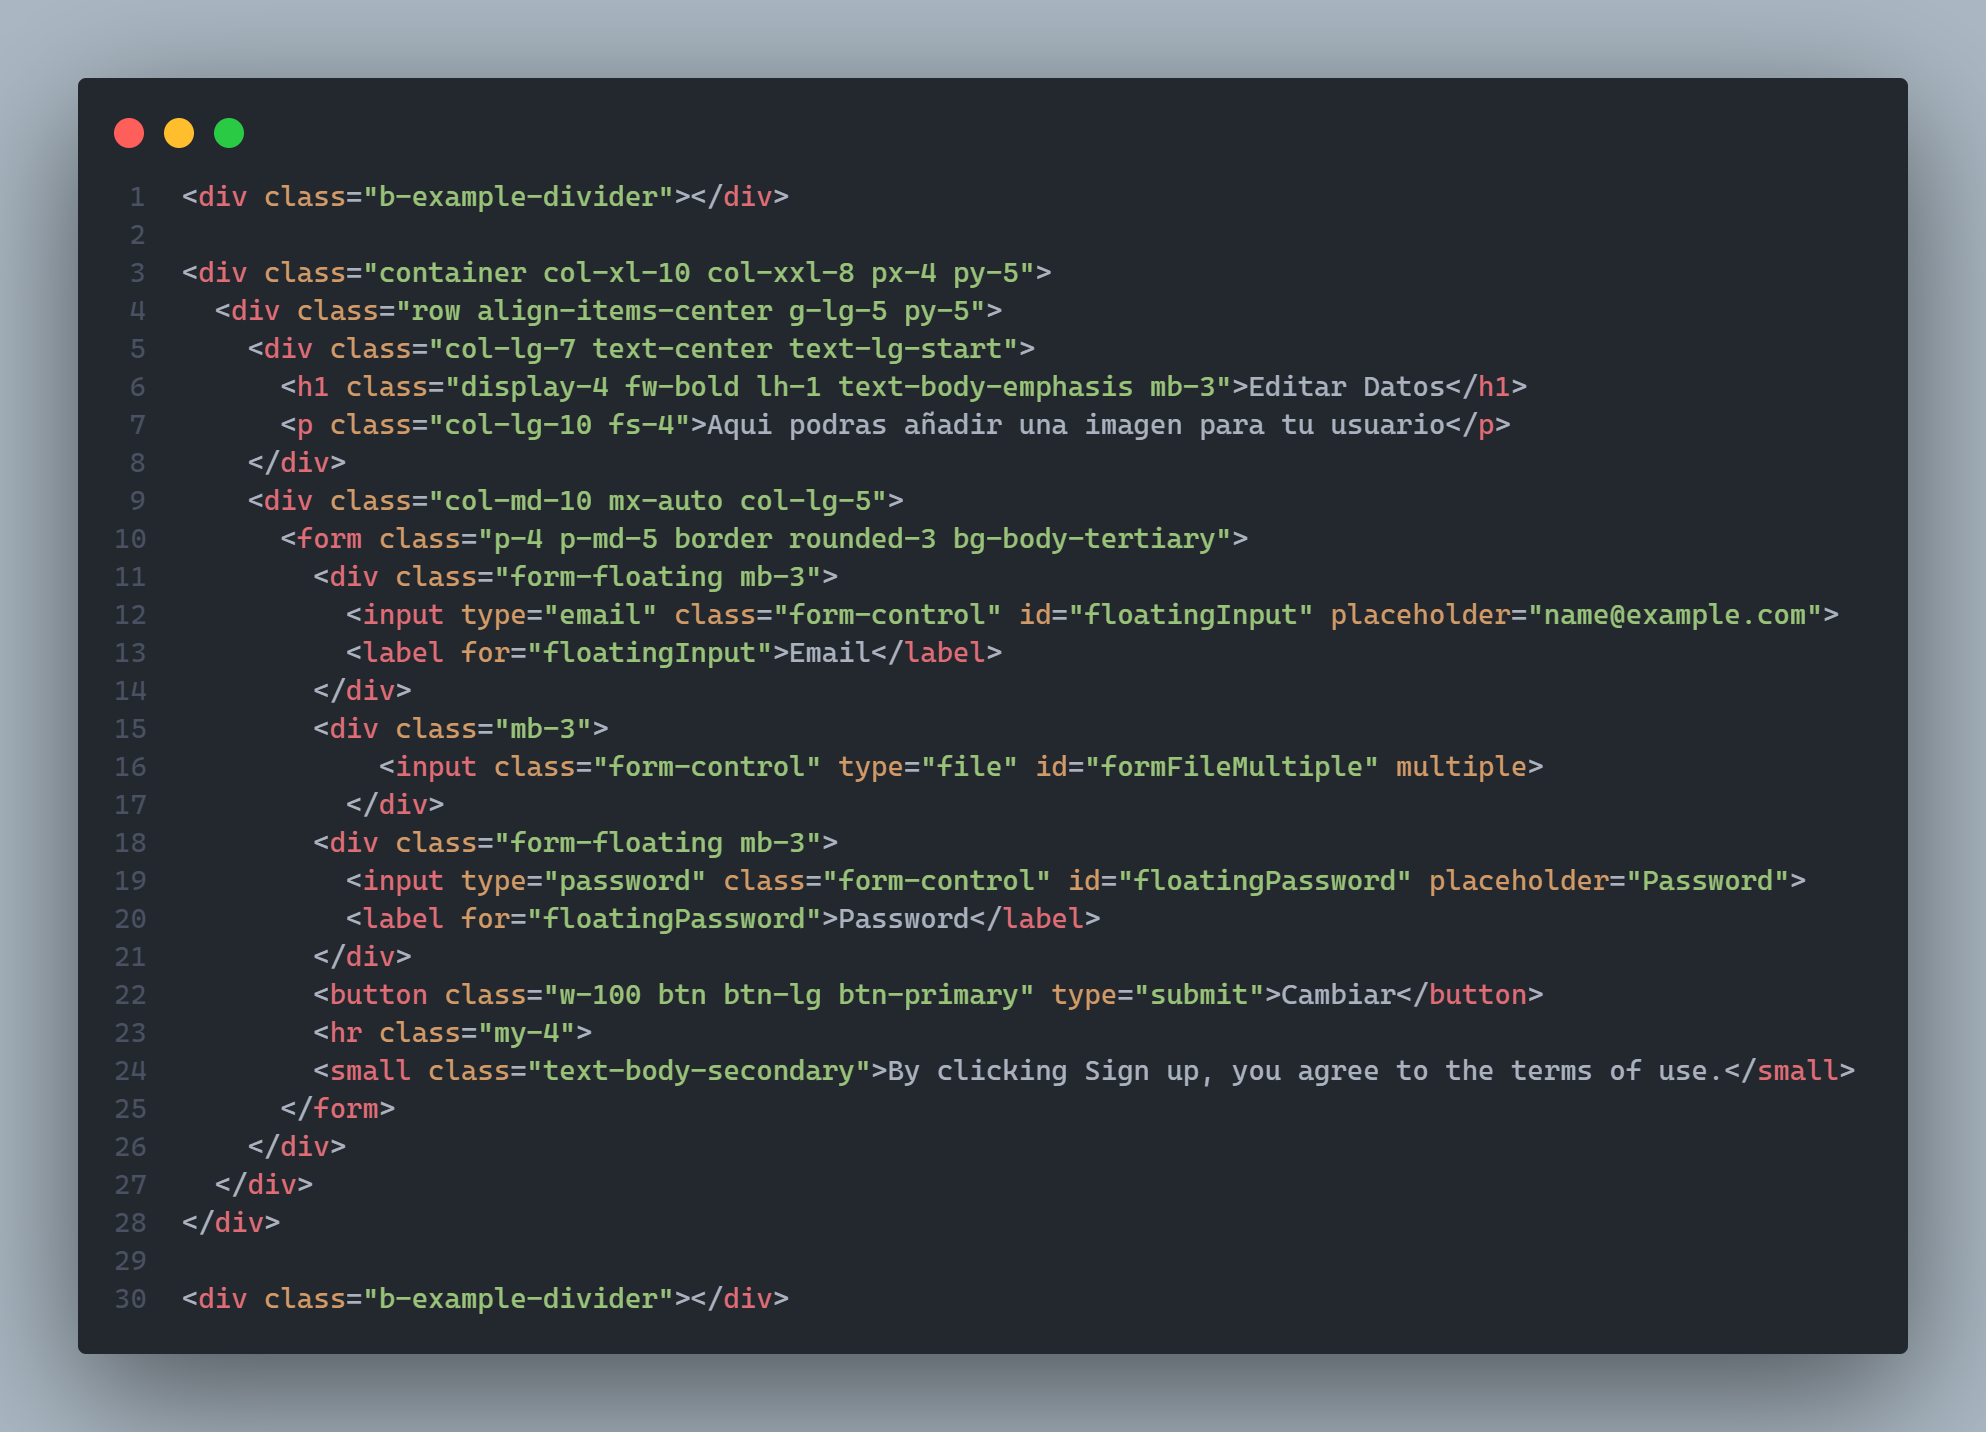 1 <div class="b-example-divider"></div>
2
3 <div class="container col-xl-10 col-xxl-8 px-4 py-5">
4   <div class="row align-items-center g-lg-5 py-5">
5     <div class="col-lg-7 text-center text-lg-start">
6       <h1 class="display-4 fw-bold lh-1 text-body-emphasis mb-3">Editar Datos</h1>
7       <p class="col-lg-10 fs-4">Aqui podras añadir una imagen para tu usuario</p>
8     </div>
9     <div class="col-md-10 mx-auto col-lg-5">
10       <form class="p-4 p-md-5 border rounded-3 bg-body-tertiary">
11         <div class="form-floating mb-3">
12           <input type="email" class="form-control" id="floatingInput" placeholder="name@example.com">
13           <label for="floatingInput">Email</label>
14         </div>
15         <div class="mb-3">
16             <input class="form-control" type="file" id="formFileMultiple" multiple>
17           </div>
18         <div class="form-floating mb-3">
19           <input type="password" class="form-control" id="floatingPassword" placeholder="Password">
20           <label for="floatingPassword">Password</label>
21         </div>
22         <button class="w-100 btn btn-lg btn-primary" type="submit">Cambiar</button>
23         <hr class="my-4">
24         <small class="text-body-secondary">By clicking Sign up, you agree to the terms of use.</small>
25       </form>
26     </div>
27   </div>
28 </div>
29
30 <div class="b-example-divider"></div>